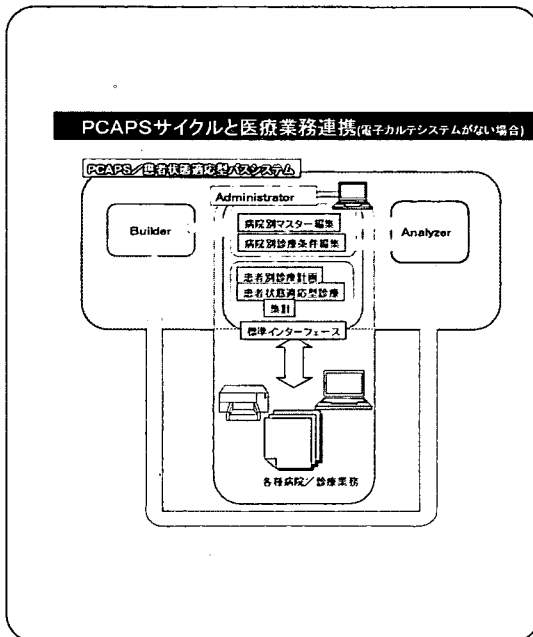 PCAPSサイクルと医療業務連携(電子カルテシステムがない場合)
PCAPS／患者状態適応型パスシステム
Administrator
Builder
病院別マスター編集
病院別診療条件編集
Analyzer
患者別診療計画
患者状態適応型診療
集計
標準インターフェース
各種病院／診療業務